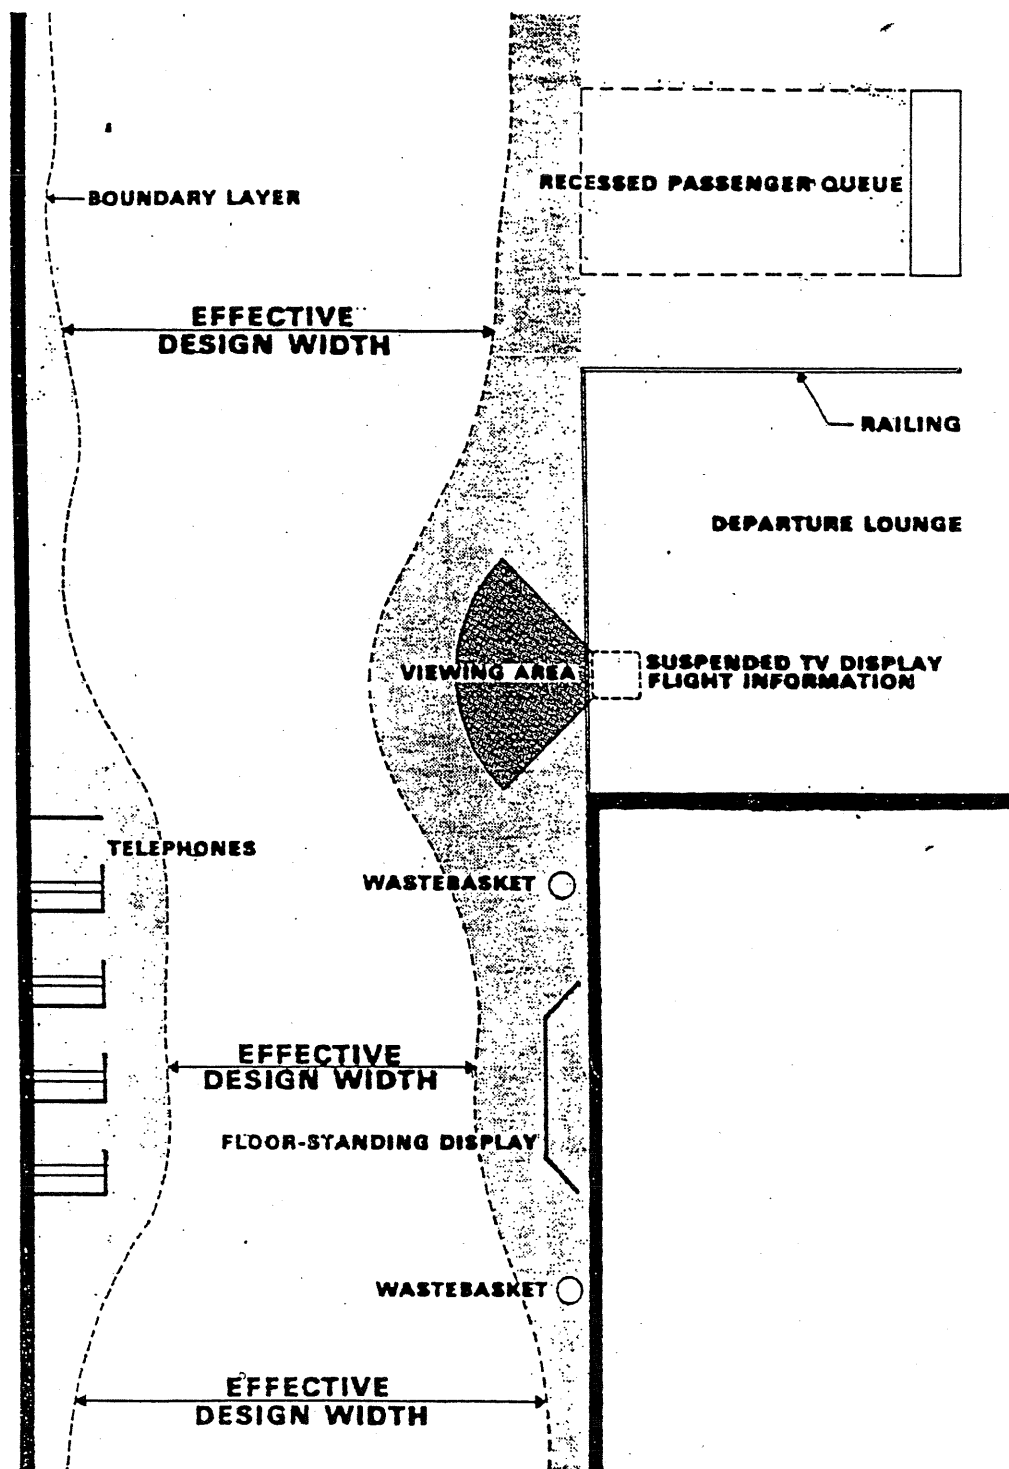 RECESSED PASSENGER QUEUE
BOUNDARY LAYER
EFFECTIVE
DESIGN WIDTH
RAILING
DEPARTURE LOUNGE
VIEWING AREA
SUSPENDED TV DISPLAY
FLIGHT INFORMATION
TELEPHONES
WASTEBASKET
EFFECTIVE
DESIGN WIDTH
FLOOR-STANDING DISPLAY
WASTEBASKET
EFFECTIVE
DESIGN WIDTH